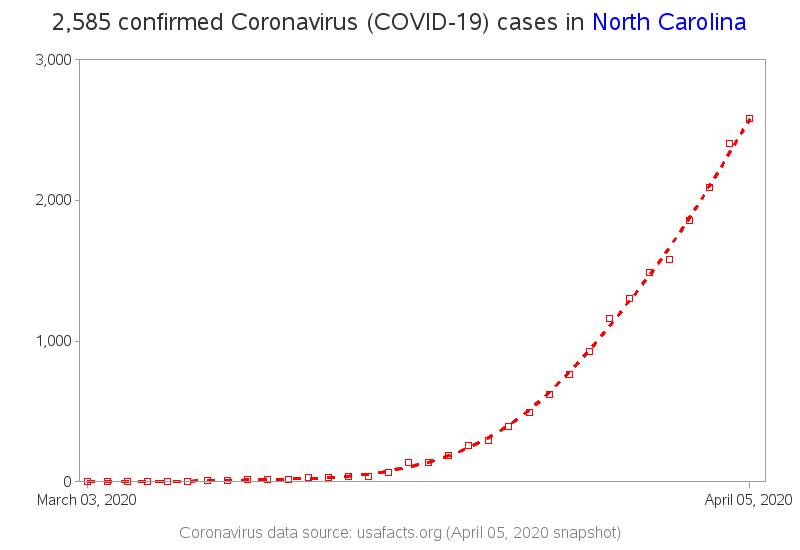 2,585 confirmed Coronavirus (COVID-19) cases in North Carolina
3,000
2,000
1,000
0
March 03, 2020 April 05, 2020
Coronavirus data source: usafacts.org (April 05, 2020 snapshot)